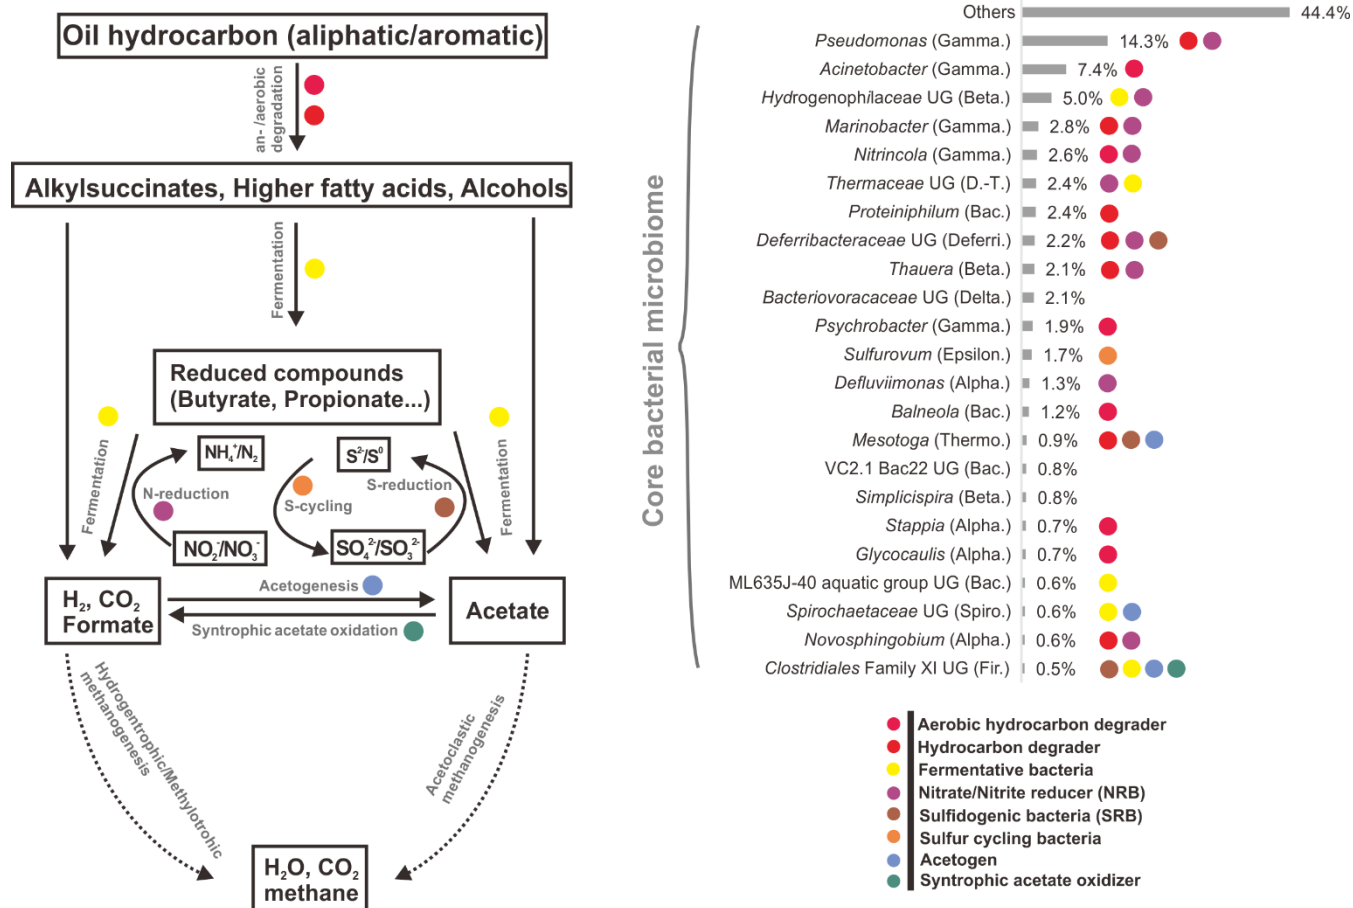 Oil hydrocarbon (aliphatic/aromatic)
an- /aerobic
degradation
Alkylsuccinates, Higher fatty acids, Alcohols
Fermentation
Reduced compounds
(Butyrate, Propionate...)
Fermentation
Fermentation
NH₄⁺/N₂
S²⁻/S⁰
N-reduction
S-cycling
S-reduction
NO₂⁻/NO₃⁻
SO₄²⁻/SO₃²⁻
H₂, CO₂
Formate
Acetogenesis
Syntrophic acetate oxidation
Acetate
Hydrogentrophic/Methylotrohic
methanogenesis
Acetoclastic
methanogenesis
H₂O, CO₂
methane
Core bacterial microbiome
Others 44.4%
Pseudomonas (Gamma.) 14.3%
Acinetobacter (Gamma.) 7.4%
Hydrogenophilaceae UG (Beta.) 5.0%
Marinobacter (Gamma.) 2.8%
Nitrincola (Gamma.) 2.6%
Thermaceae UG (D.-T.) 2.4%
Proteiniphilum (Bac.) 2.4%
Deferribacteraceae UG (Deferri.) 2.2%
Thauera (Beta.) 2.1%
Bacteriovoracaceae UG (Delta.) 2.1%
Psychrobacter (Gamma.) 1.9%
Sulfurovum (Epsilon.) 1.7%
Defluviimonas (Alpha.) 1.3%
Balneola (Bac.) 1.2%
Mesotoga (Thermo.) 0.9%
VC2.1 Bac22 UG (Bac.) 0.8%
Simplicispira (Beta.) 0.8%
Stappia (Alpha.) 0.7%
Glycocaulis (Alpha.) 0.7%
ML635J-40 aquatic group UG (Bac.) 0.6%
Spirochaetaceae UG (Spiro.) 0.6%
Novosphingobium (Alpha.) 0.6%
Clostridiales Family XI UG (Fir.) 0.5%
Aerobic hydrocarbon degrader
Hydrocarbon degrader
Fermentative bacteria
Nitrate/Nitrite reducer (NRB)
Sulfidogenic bacteria (SRB)
Sulfur cycling bacteria
Acetogen
Syntrophic acetate oxidizer